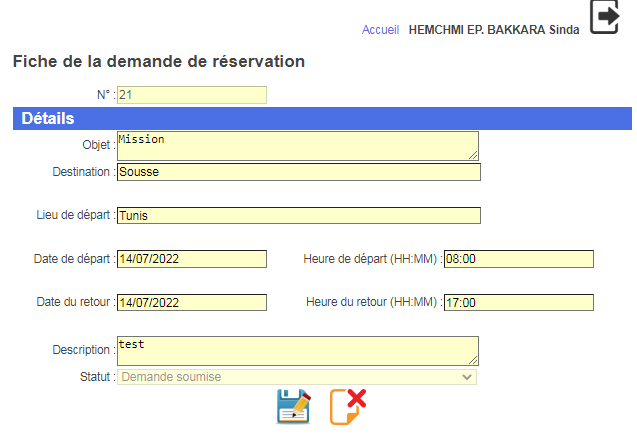 Accueil HEMCHMI EP. BAKKARA Sinda
Fiche de la demande de réservation
N° : 21
Détails
Objet : Mission
Destination : Sousse
Lieu de départ : Tunis
Date de départ : 14/07/2022 Heure de départ (HH:MM) : 08:00
Date du retour : 14/07/2022 Heure du retour (HH:MM) : 17:00
Description : test
Statut : Demande soumise